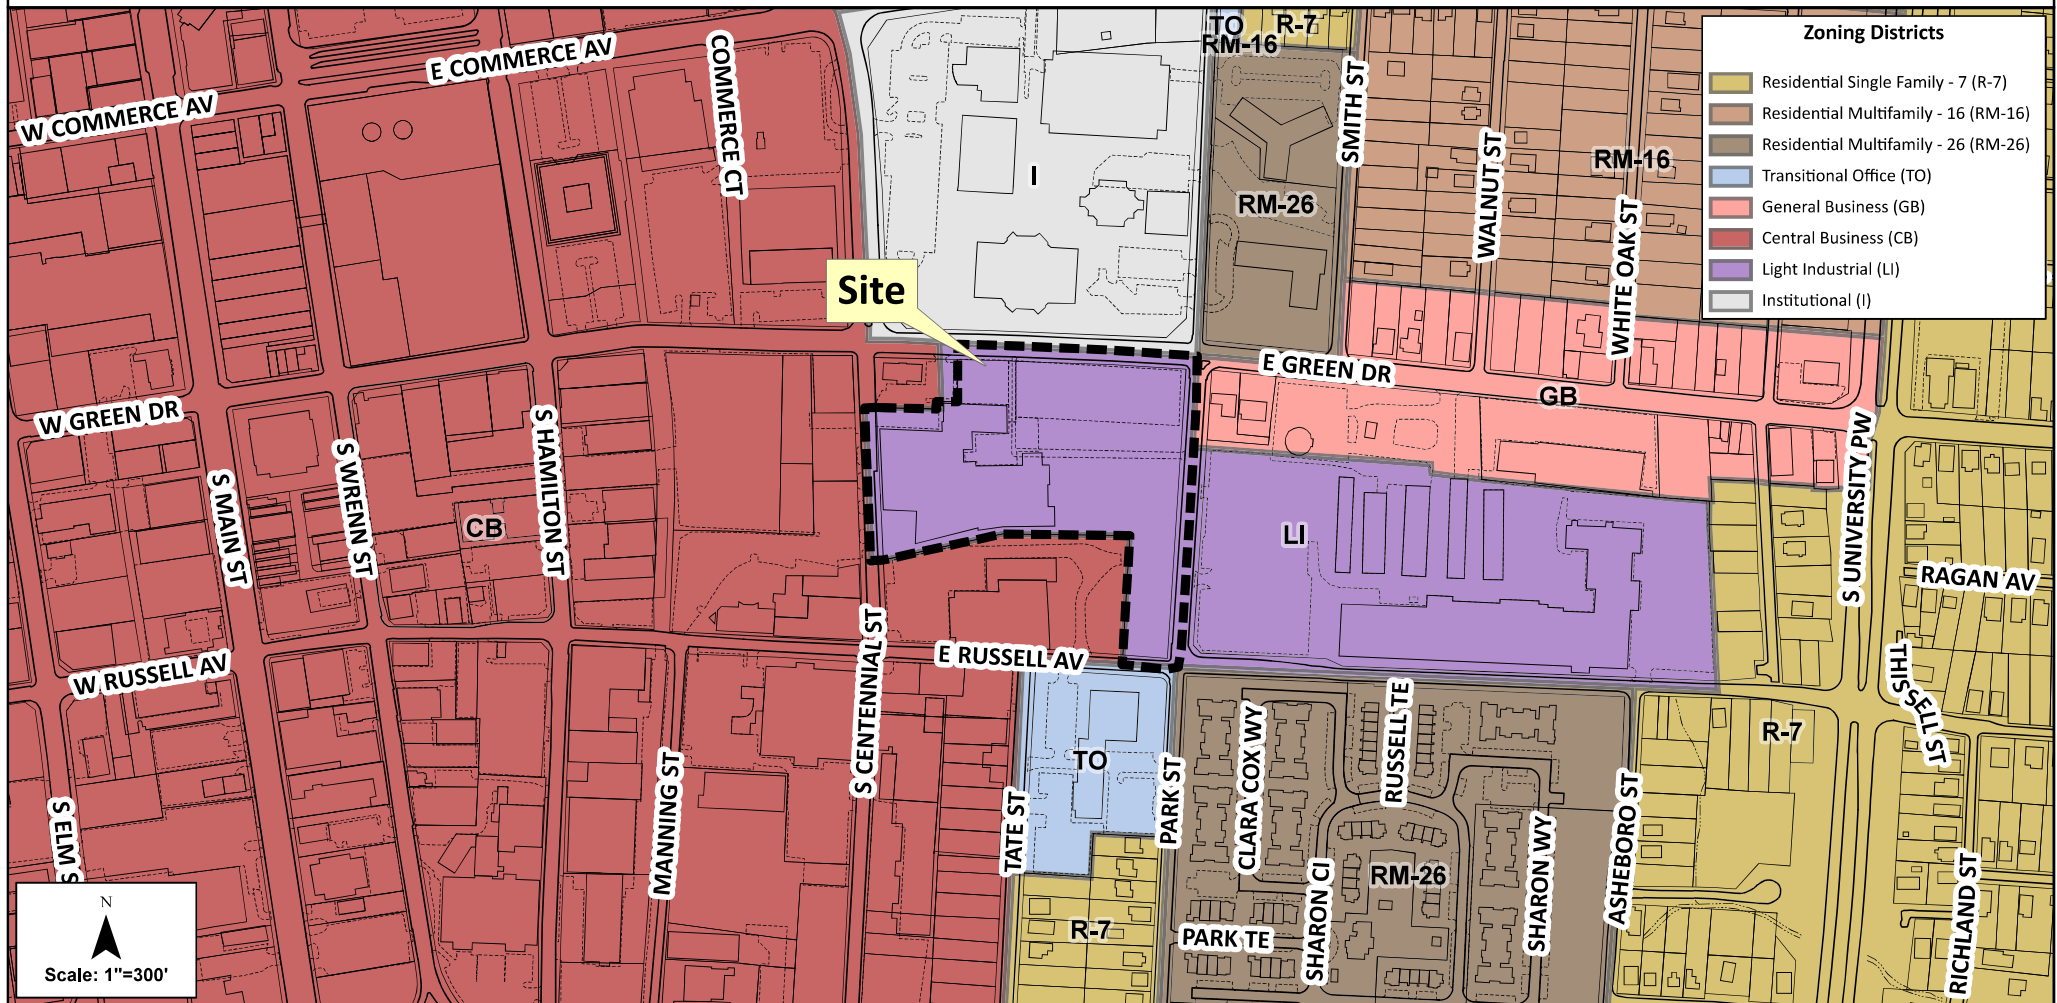 TO
R-7
RM-16
Zoning Districts
Residential Single Family - 7 (R-7)
Residential Multifamily - 16 (RM-16)
Residential Multifamily - 26 (RM-26)
Transitional Office (TO)
General Business (GB)
Central Business (CB)
Light Industrial (LI)
Institutional (I)
E COMMERCE AV
COMMERCE CT
W COMMERCE AV
SMITH ST
WALNUT ST
RM-16
I
RM-26
WHITE OAK ST
Site
E GREEN DR
GB
W GREEN DR
S HAMILTON ST
S WRENN ST
S MAIN ST
CB
LI
S UNIVERSITY PW
RAGAN AV
S CENTENNIAL ST
E RUSSELL AV
W RUSSELL AV
THISSELL ST
R-7
RUSSELL TE
CLARA COX WY
TO
PARK ST
TATE ST
MANNING ST
S ELM S
ASHEBORO ST
SHARON WY
RM-26
SHARON CI
R-7
PARK TE
RICHLAND ST
N
Scale: 1"=300'